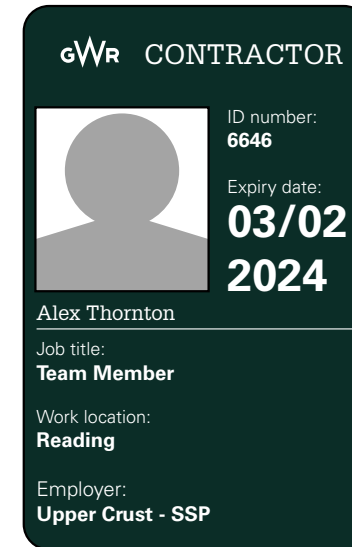 GWR CONTRACTOR
ID number:
6646
Expiry date:
03/02
2024
Alex Thornton
Job title:
Team Member
Work location:
Reading
Employer:
Upper Crust - SSP